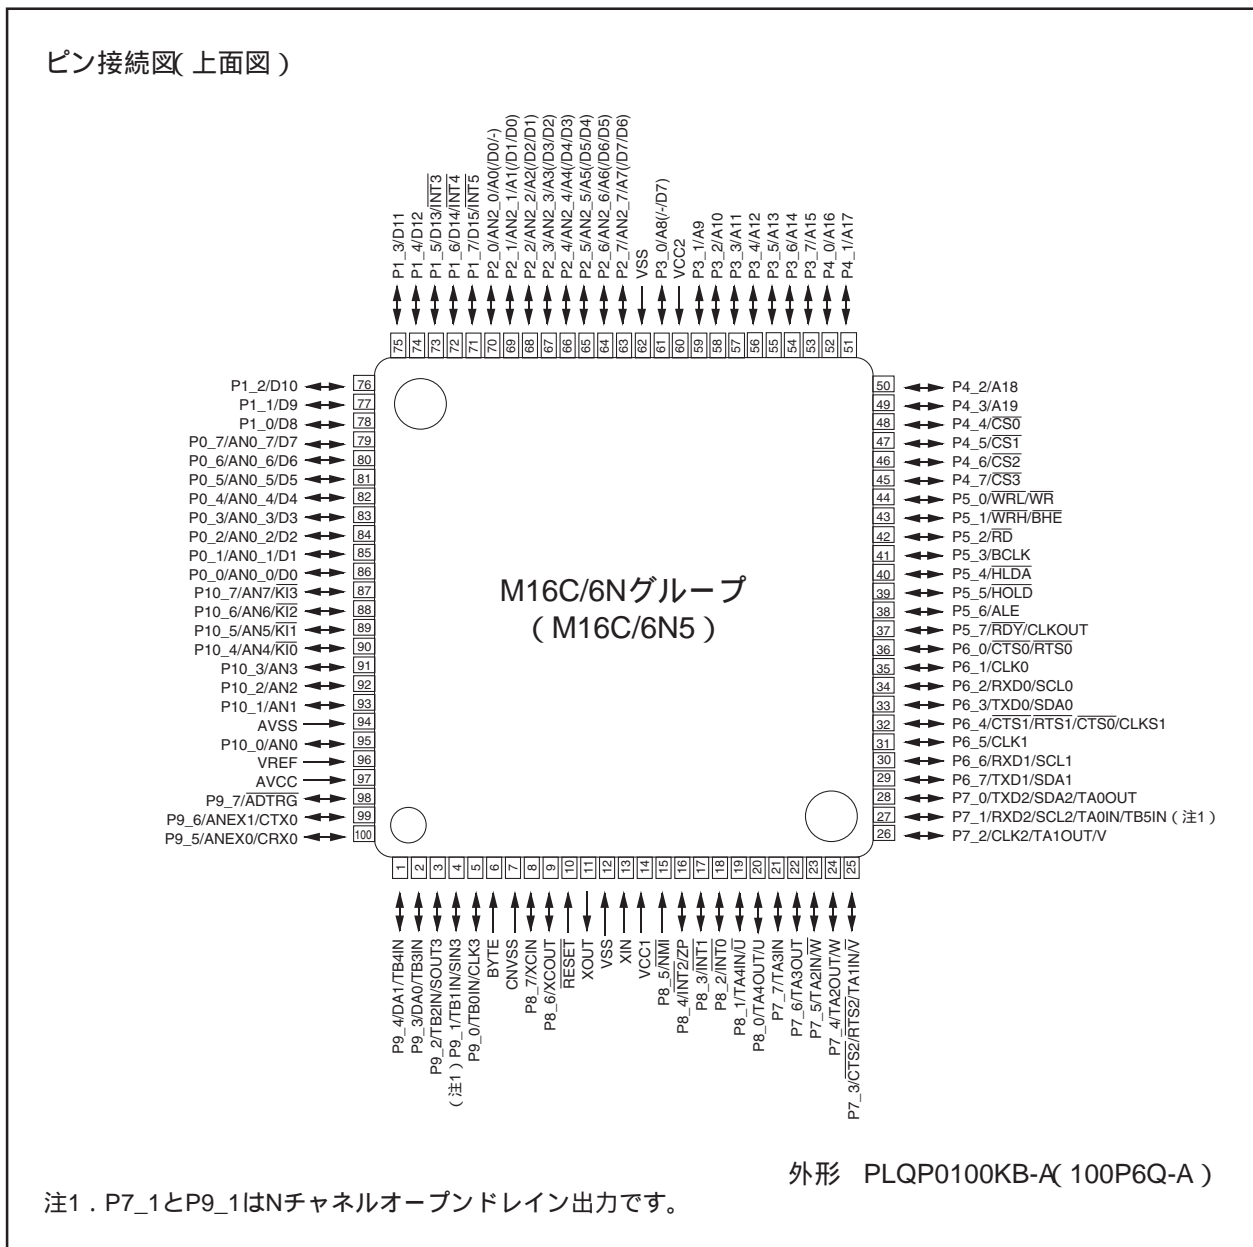 ピン接続図(上面図)
P1_3/D11
P1_4/D12
P1_5/D13/INT3
P1_6/D14/INT4
P1_7/D15/INT5
P2_0/AN2_0/A0(/D0/-)
P2_1/AN2_1/A1(/D1/D0)
P2_2/AN2_2/A2(/D2/D1)
P2_3/AN2_3/A3(/D3/D2)
P2_4/AN2_4/A4(/D4/D3)
P2_5/AN2_5/A5(/D5/D4)
P2_6/AN2_6/A6(/D6/D5)
P2_7/AN2_7/A7(/D7/D6)
VSS
P3_0/A8(/-/D7)
VCC2
P3_1/A9
P3_2/A10
P3_3/A11
P3_4/A12
P3_5/A13
P3_6/A14
P3_7/A15
P4_0/A16
P4_1/A17
75 74 73 72 71 70 69 68 67 66 65 64 63 62 61 60 59 58 57 56 55 54 53 52 51
P1_2/D10 76
P1_1/D9 77
P1_0/D8 78
P0_7/AN0_7/D7 79
P0_6/AN0_6/D6 80
P0_5/AN0_5/D5 81
P0_4/AN0_4/D4 82
P0_3/AN0_3/D3 83
P0_2/AN0_2/D2 84
P0_1/AN0_1/D1 85
P0_0/AN0_0/D0 86
P10_7/AN7/KI3 87
P10_6/AN6/KI2 88
P10_5/AN5/KI1 89
P10_4/AN4/KI0 90
P10_3/AN3 91
P10_2/AN2 92
P10_1/AN1 93
AVSS 94
P10_0/AN0 95
VREF 96
AVCC 97
P9_7/ADTRG 98
P9_6/ANEX1/CTX0 99
P9_5/ANEX0/CRX0 100
M16C/6Nグループ
(M16C/6N5)
50 P4_2/A18
49 P4_3/A19
48 P4_4/CS0
47 P4_5/CS1
46 P4_6/CS2
45 P4_7/CS3
44 P5_0/WRL/WR
43 P5_1/WRH/BHE
42 P5_2/RD
41 P5_3/BCLK
40 P5_4/HLDA
39 P5_5/HOLD
38 P5_6/ALE
37 P5_7/RDY/CLKOUT
36 P6_0/CTS0/RTS0
35 P6_1/CLK0
34 P6_2/RXD0/SCL0
33 P6_3/TXD0/SDA0
32 P6_4/CTS1/RTS1/CTS0/CLKS1
31 P6_5/CLK1
30 P6_6/RXD1/SCL1
29 P6_7/TXD1/SDA1
28 P7_0/TXD2/SDA2/TA0OUT
27 P7_1/RXD2/SCL2/TA0IN/TB5IN(注1)
26 P7_2/CLK2/TA1OUT/V
1 2 3 4 5 6 7 8 9 10 11 12 13 14 15 16 17 18 19 20 21 22 23 24 25
P9_4/DA1/TB4IN
P9_3/DA0/TB3IN
P9_2/TB2IN/SOUT3
(注1)P9_1/TB1IN/SIN3
P9_0/TB0IN/CLK3
BYTE
CNVSS
P8_7/XCIN
P8_6/XCOUT
RESET
XOUT
VSS
XIN
VCC1
P8_5/NMI
P8_4/INT2/ZP
P8_3/INT1
P8_2/INT0
P8_1/TA4IN/U
P8_0/TA4OUT/U
P7_7/TA3IN
P7_6/TA3OUT
P7_5/TA2IN/W
P7_4/TA2OUT/W
P7_3/CTS2/RTS2/TA1IN/V
外形 PLQP0100KB-A(100P6Q-A)
注1.P7_1とP9_1はNチャネルオープンドレイン出力です。